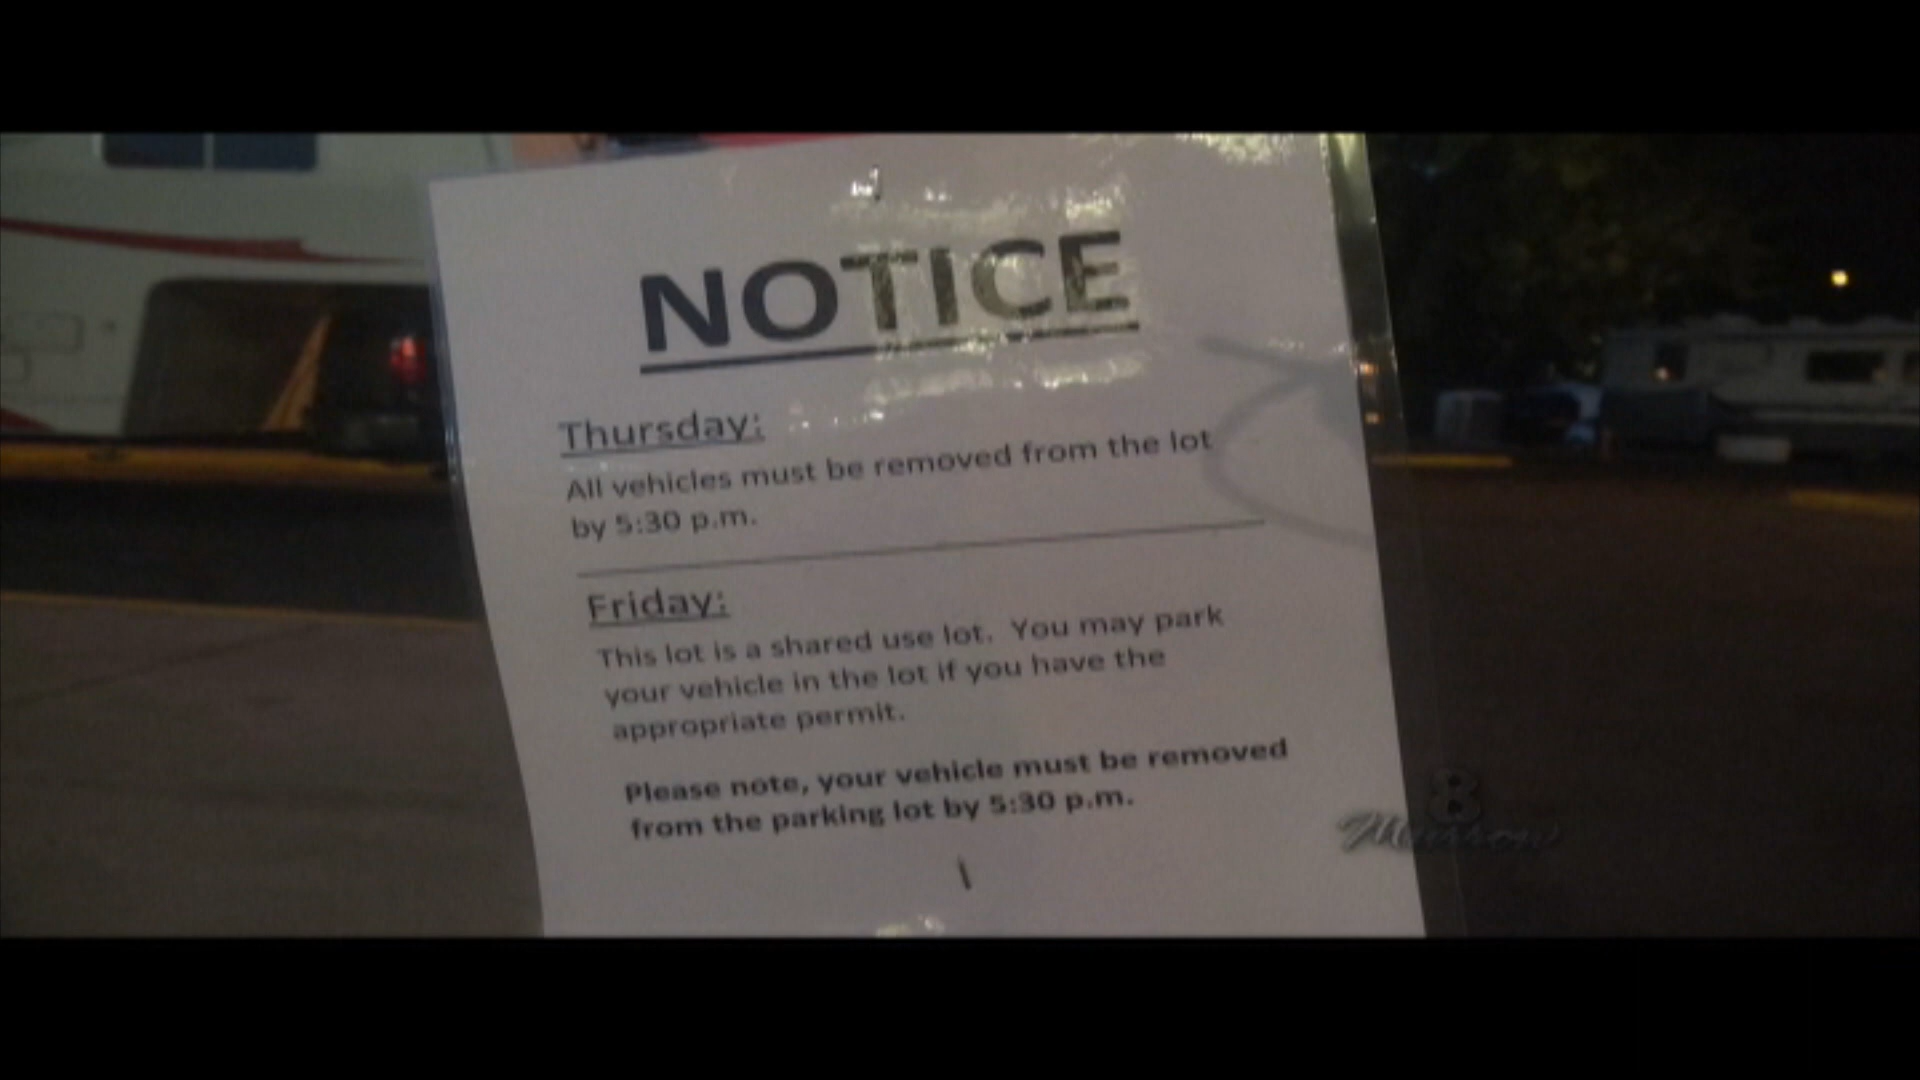 NOTICE
Thursday:
All vehicles must be removed from the lot
by 5:30 p.m.
Friday:
This lot is a shared use lot. You may park
your vehicle in the lot if you have the
appropriate permit.
Please note, your vehicle must be removed
from the parking lot by 5:30 p.m.
8